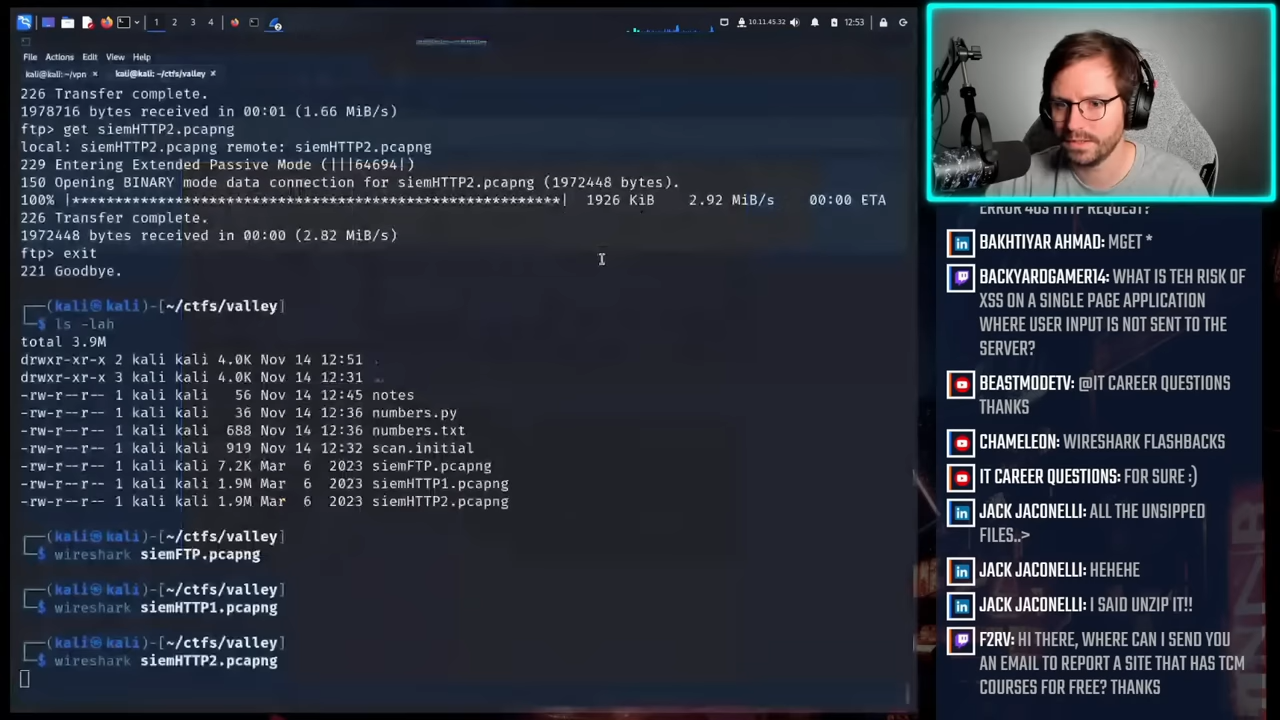 1 2 3 4
10.11.45.32
12:53
File Actions Edit View Help
kali@kali: ~/vpn × kali@kali: ~/ctfs/valley ×
226 Transfer complete.
1978716 bytes received in 00:01 (1.66 MiB/s)
ftp> get siemHTTP2.pcapng
local: siemHTTP2.pcapng remote: siemHTTP2.pcapng
229 Entering Extended Passive Mode (|||64694|)
150 Opening BINARY mode data connection for siemHTTP2.pcapng (1972448 bytes).
100% |***********************************************************| 1926 KiB 2.92 MiB/s 00:00 ETA
226 Transfer complete.
1972448 bytes received in 00:00 (2.82 MiB/s)
ftp> exit
221 Goodbye.
┌──(kali㉿kali)-[~/ctfs/valley]
└─$ ls -lah
total 3.9M
drwxr-xr-x 2 kali kali 4.0K Nov 14 12:51 .
drwxr-xr-x 3 kali kali 4.0K Nov 14 12:31 ..
-rw-r--r-- 1 kali kali 56 Nov 14 12:45 notes
-rw-r--r-- 1 kali kali 36 Nov 14 12:36 numbers.py
-rw-r--r-- 1 kali kali 688 Nov 14 12:36 numbers.txt
-rw-r--r-- 1 kali kali 919 Nov 14 12:32 scan.initial
-rw-r--r-- 1 kali kali 7.2K Mar 6 2023 siemFTP.pcapng
-rw-r--r-- 1 kali kali 1.9M Mar 6 2023 siemHTTP1.pcapng
-rw-r--r-- 1 kali kali 1.9M Mar 6 2023 siemHTTP2.pcapng
┌──(kali㉿kali)-[~/ctfs/valley]
└─$ wireshark siemFTP.pcapng
┌──(kali㉿kali)-[~/ctfs/valley]
└─$ wireshark siemHTTP1.pcapng
┌──(kali㉿kali)-[~/ctfs/valley]
└─$ wireshark siemHTTP2.pcapng
ERROR 403 HTTP REQUEST?
BAKHTIYAR AHMAD: MGET *
BACKYARDGAMER14: WHAT IS TEH RISK OF
XSS ON A SINGLE PAGE APPLICATION
WHERE USER INPUT IS NOT SENT TO THE
SERVER?
BEASTMODETV: @IT CAREER QUESTIONS
THANKS
CHAMELEON: WIRESHARK FLASHBACKS
IT CAREER QUESTIONS: FOR SURE :)
JACK JACONELLI: ALL THE UNSIPPED
FILES..>
JACK JACONELLI: HEHEHE
JACK JACONELLI: I SAID UNZIP IT!!
F2RV: HI THERE, WHERE CAN I SEND YOU
AN EMAIL TO REPORT A SITE THAT HAS TCM
COURSES FOR FREE? THANKS